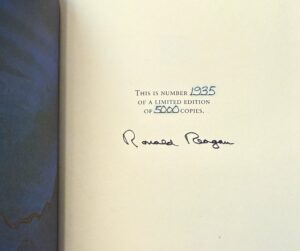 THIS IS NUMBER 1935
OF A LIMITED EDITION
OF 5000 COPIES.
Ronald Reagan